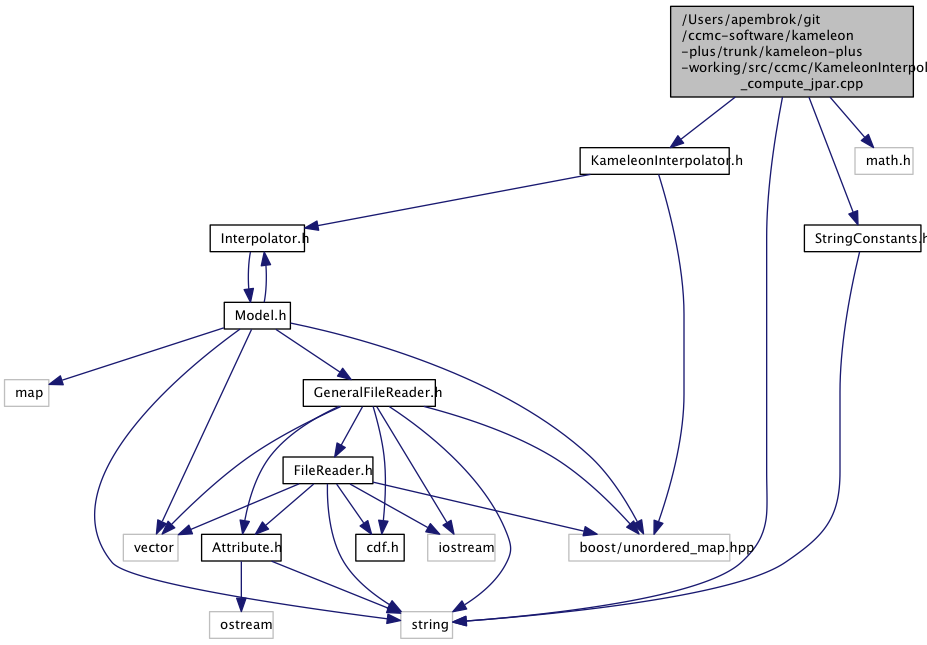 /Users/apembrok/git
/ccmc-software/kameleon
-plus/trunk/kameleon-plus
-working/src/ccmc/KameleonInterpol
_compute_jpar.cpp
KameleonInterpolator.h
math.h
Interpolator.h
StringConstants.h
Model.h
map
GeneralFileReader.h
FileReader.h
vector
Attribute.h
cdf.h
iostream
boost/unordered_map.hpp
ostream
string